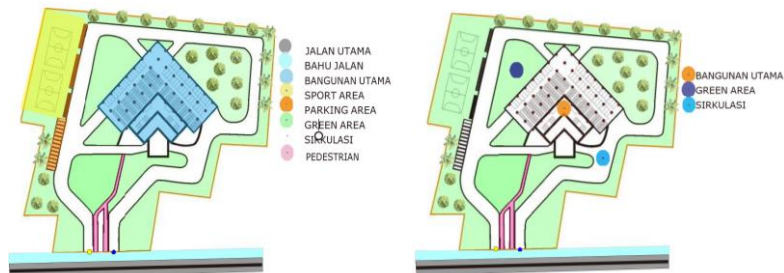 JALAN UTAMA
BAHU JALAN
BANGUNAN UTAMA
SPORT AREA
PARKING AREA
GREEN AREA
SIRKULASI
PEDESTRIAN
BANGUNAN UTAMA
GREEN AREA
SIRKULASI